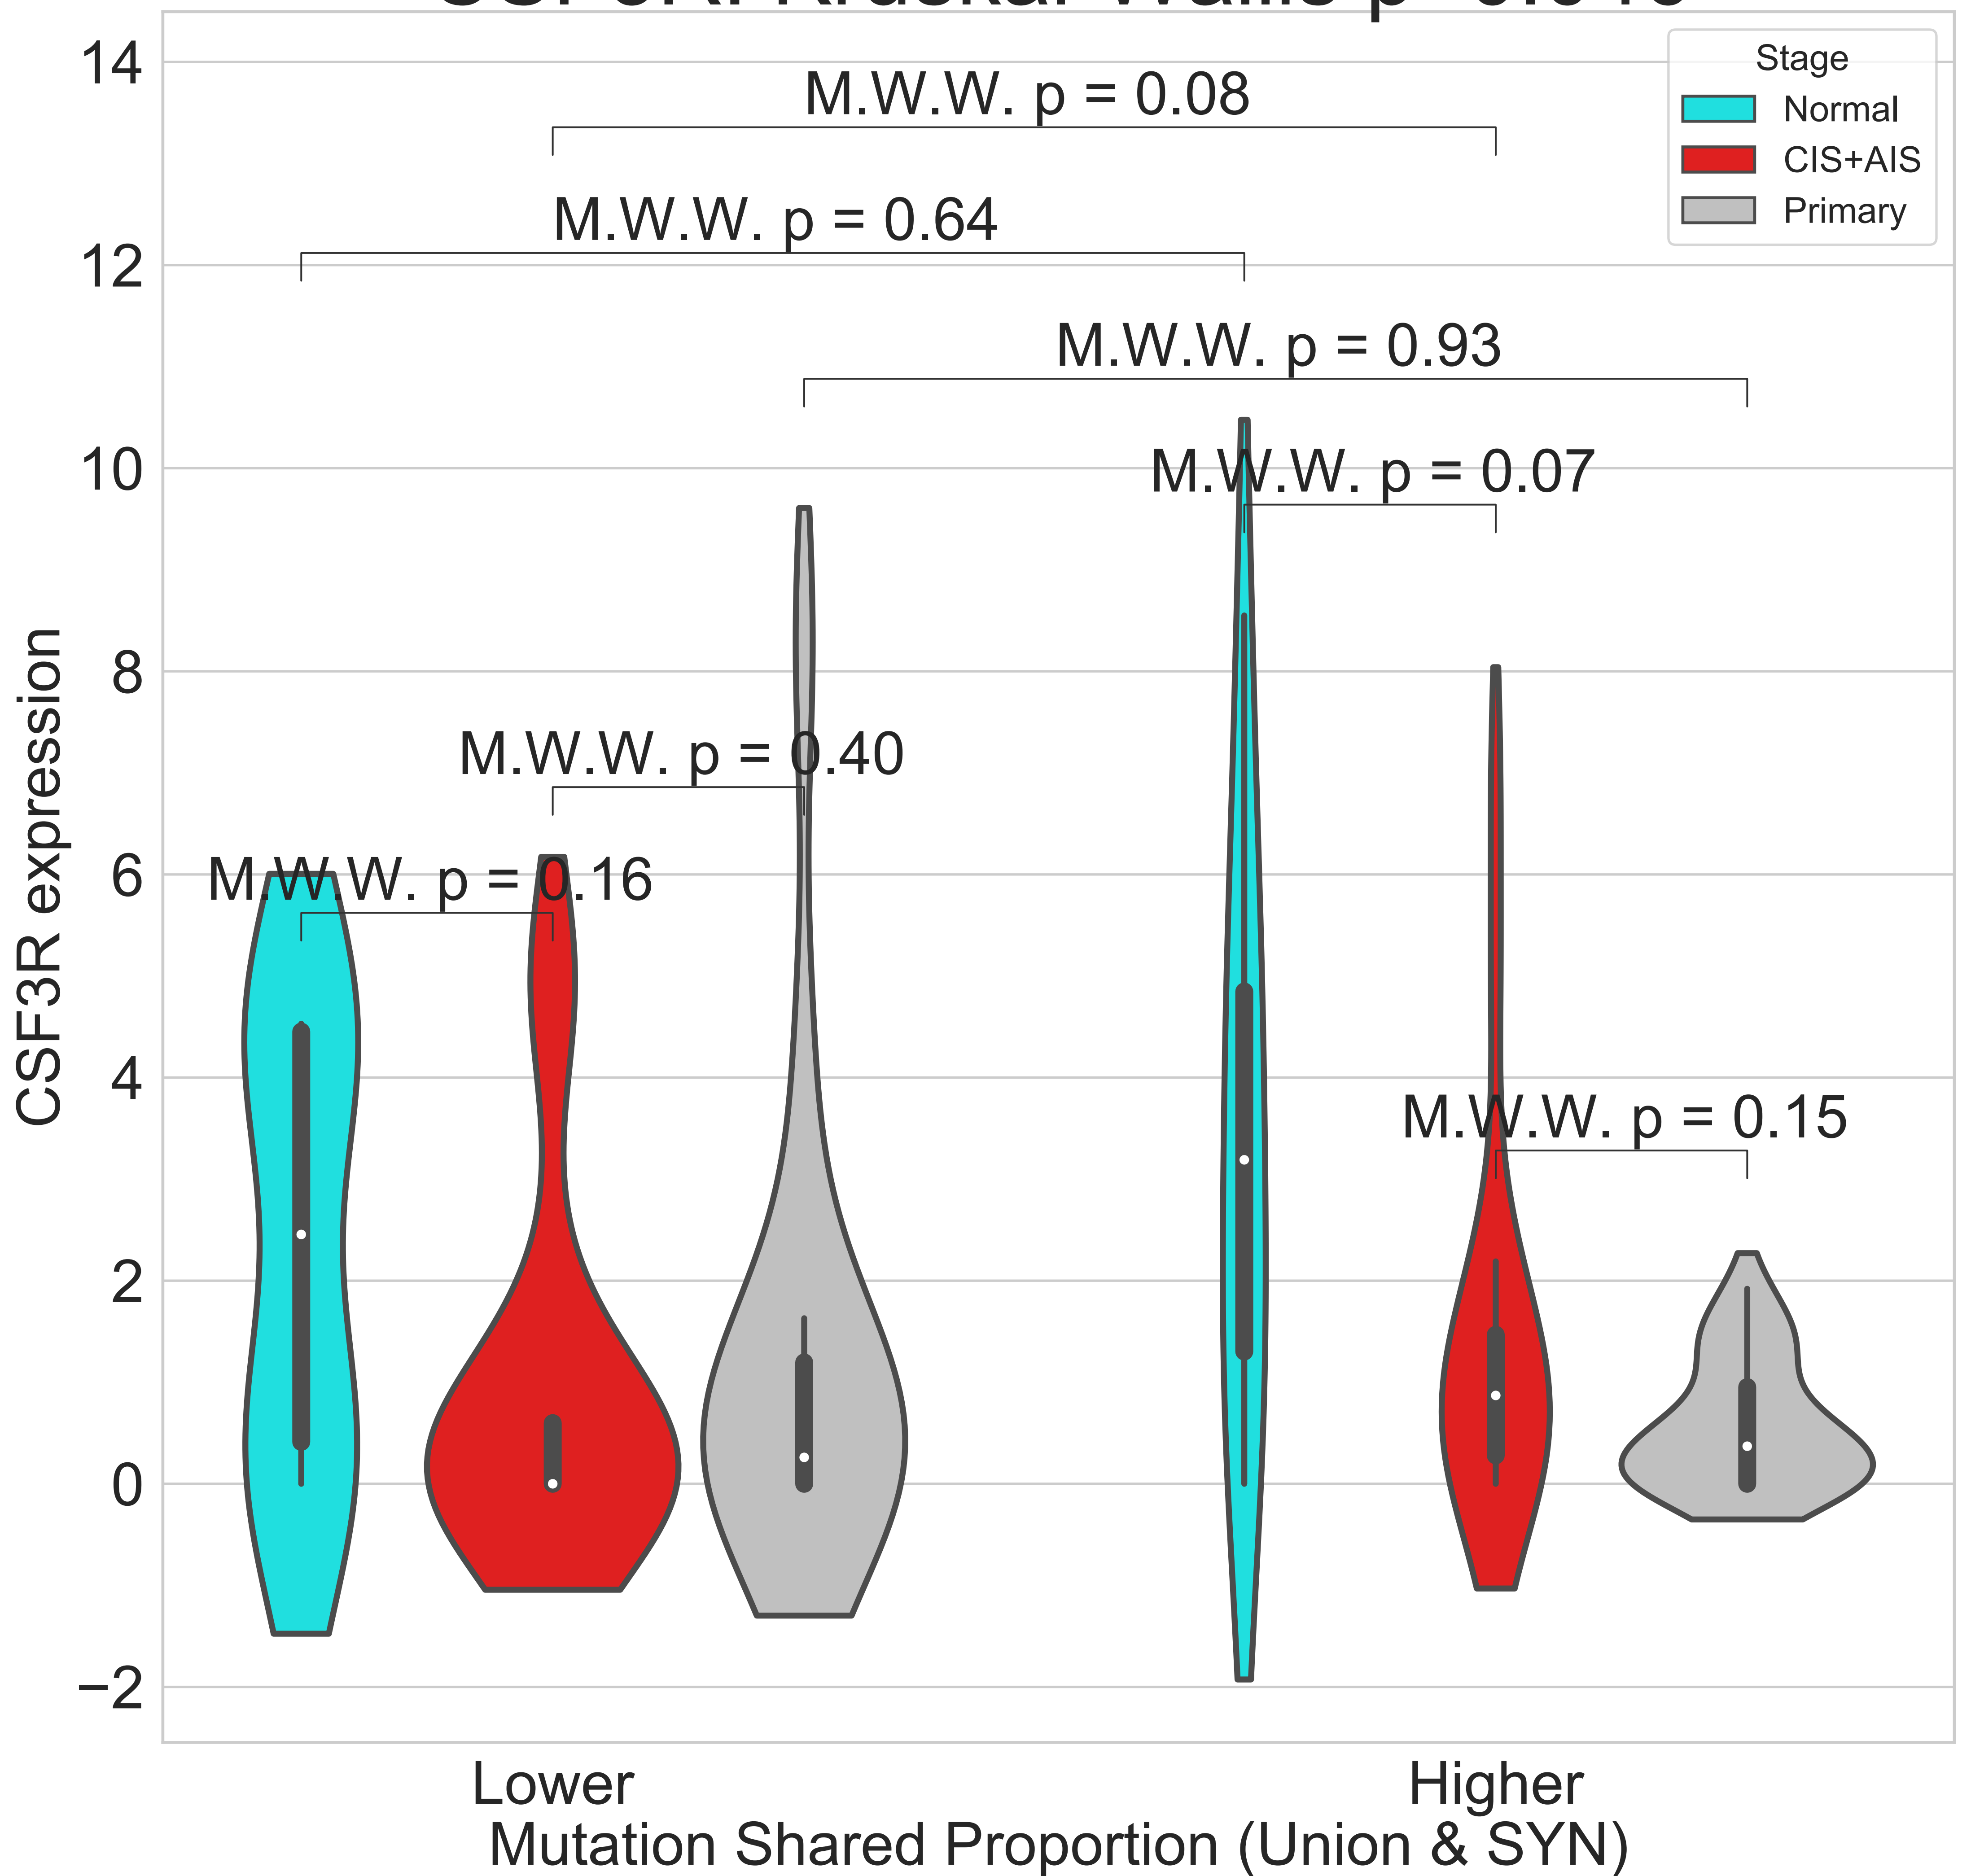 14
M.W.W. p = 0.08
Stage
Normal
CIS+AIS
Primary
M.W.W. p = 0.64
12
M.W.W. p = 0.93
10
M.W.W. p = 0.07
8
M.W.W. p = 0.40
6
M.W.W. p = 0.16
CSF3R expression
4
M.W.W. p = 0.15
2
0
−2
Lower
Higher
Mutation Shared Proportion (Union & SYN)